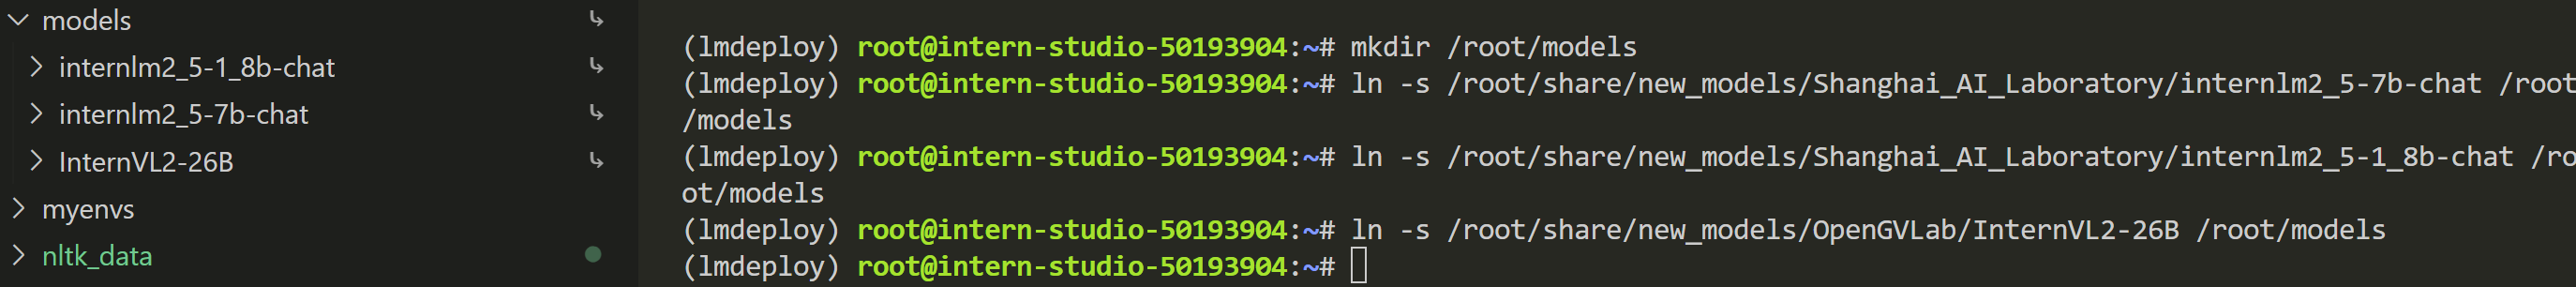 models
internlm2_5-1_8b-chat
internlm2_5-7b-chat
InternVL2-26B
myenvs
nltk_data
(lmdeploy) root@intern-studio-50193904:~# mkdir /root/models
(lmdeploy) root@intern-studio-50193904:~# ln -s /root/share/new_models/Shanghai_AI_Laboratory/internlm2_5-7b-chat /root
/models
(lmdeploy) root@intern-studio-50193904:~# ln -s /root/share/new_models/Shanghai_AI_Laboratory/internlm2_5-1_8b-chat /ro
ot/models
(lmdeploy) root@intern-studio-50193904:~# ln -s /root/share/new_models/OpenGVLab/InternVL2-26B /root/models
(lmdeploy) root@intern-studio-50193904:~#